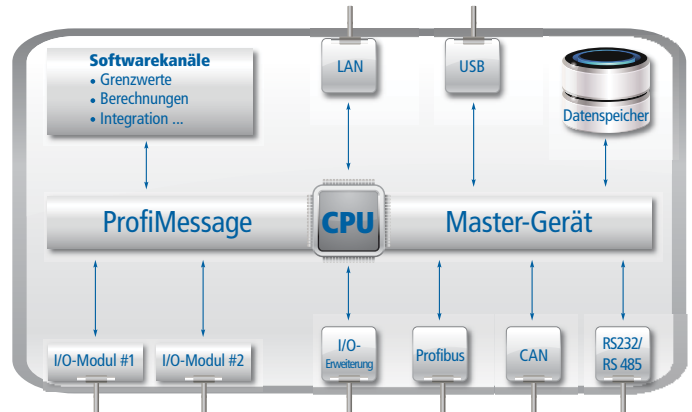 Softwarekanäle
• Grenzwerte
• Berechnungen
• Integration ...
LAN
USB
Datenspeicher
ProfiMessage
CPU
Master-Gerät
I/O-Modul #1
I/O-Modul #2
I/O-
Erweiterung
Profibus
CAN
RS232/
RS 485